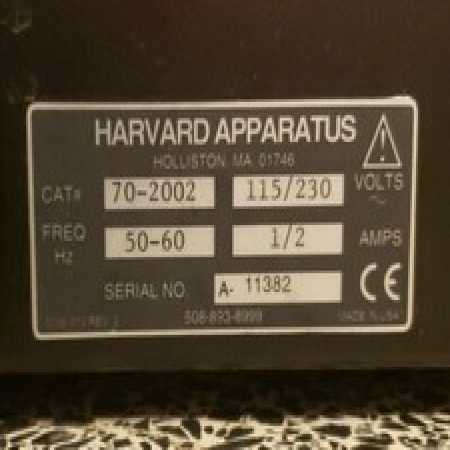 HARVARD APPARATUS
HOLLISTON MA 01746
CAT# 70-2002 115/230 VOLTS ~
FREQ Hz 50-60 1/2 AMPS
SERIAL NO. A- 11382 CE
REV. 508-893-8999 MADE IN USA